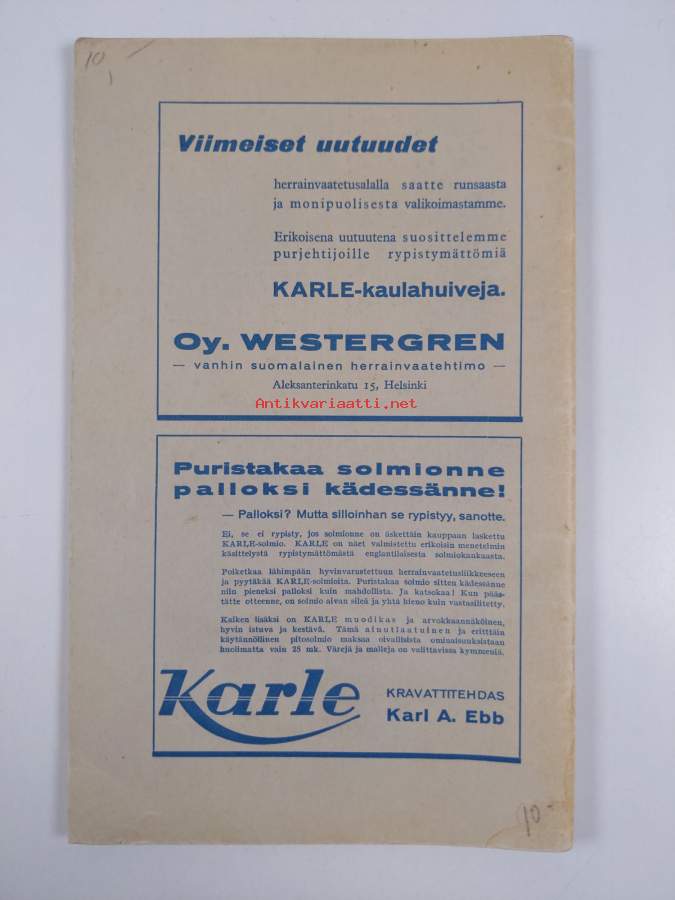 10
Viimeiset uutuudet
herrainvaatetusalalla saatte runsaasta
ja monipuolisesta valikoimastamme.
Erikoisena uutuutena suosittelemme
purjehtijoille rypistymättömiä
KARLE-kaulahuiveja.
Oy. WESTERGREN
— vanhin suomalainen herrainvaatehtimo —
Aleksanterinkatu 15, Helsinki
Antikvariaatti.net
Puristakaa solmionne
palloksi kädessänne!
— Palloksi? Mutta silloinhan se rypistyy, sanotte.
Ei, se ei rypisty, jos solmionne on äskettäin kauppaan laskettu
KARLE-solmio. KARLE on näet valmistettu erikoisin menetelmin
käsitellystä rypistymättömästä englantilaisesta solmiokankaasta.
Poiketkaa lähimpään hyvinvarustettuun herrainvaatetusliikkeeseen
ja pyytäkää KARLE-solmioita. Puristakaa solmio sitten kädessänne
niin pieneksi palloksi kuin mahdollista. Ja katsokaa! Kun pääs-
tätte otteenne, on solmio aivan sileä ja yhtä hieno kuin vastasilitetty.
Kaiken lisäksi on KARLE muodikas ja arvokkaannäköinen,
hyvin istuva ja kestävä. Tämä ainutlaatuinen ja erittäin
käytännöllinen pitosolmio maksaa oivallisista ominaisuuksistaan
huolimatta vain 28 mk. Värejä ja malleja on valittavissa kymmeniä.
Karle
KRAVATTITEHDAS
Karl A. Ebb
10-